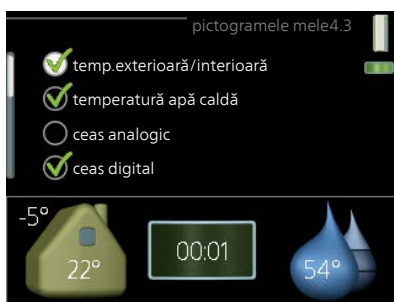 pictogramele mele4.3
temp.exterioară/interioară
temperatură apă caldă
ceas analogic
ceas digital
-5°
22°
00:01
54°